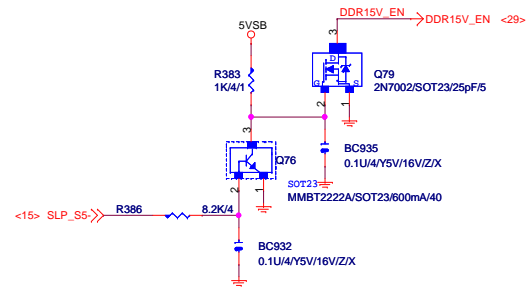 DDR15V_EN
DDR15V_EN <29>
5VSB
3
D
G S
Q79
2N7002/SOT23/25pF/5
R383
1K/4/1
2
1
3
Q76
BC935
0.1U/4/Y5V/16V/Z/X
SOT23
MMBT2222A/SOT23/600mA/40
2
1
<15> SLP_S5-
R386
8.2K/4
BC932
0.1U/4/Y5V/16V/Z/X